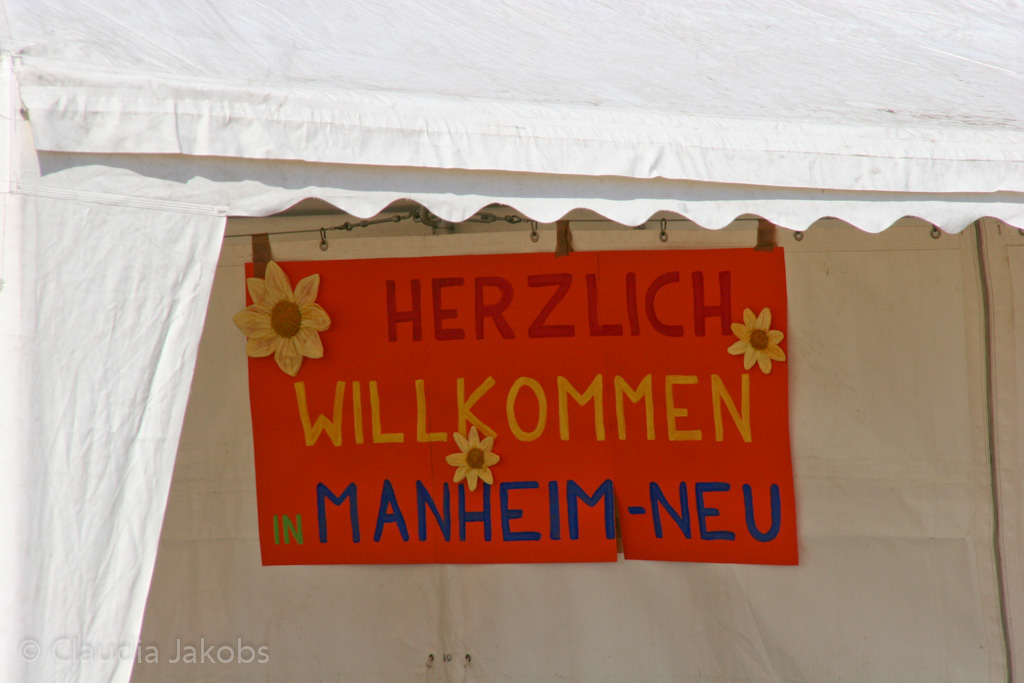 HERZLICH
WILLKOMMEN
IN MANHEIM-NEU
© Claudia Jakobs